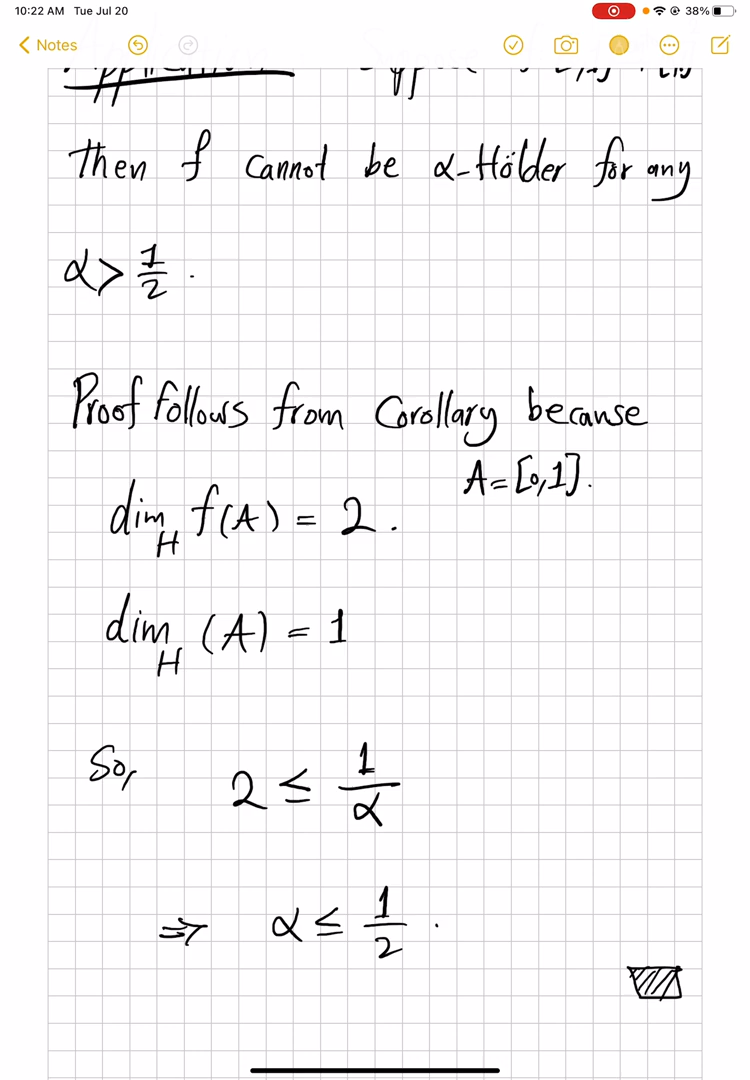 10:22 AM Tue Jul 20
38%
Notes
Then f cannot be α-Hölder for any
α > 1/2 .
Proof follows from Corollary because
A = [0,1].
dim_H f(A) = 2 .
dim_H (A) = 1
So, 2 ≤ 1/α
⇒ α ≤ 1/2 .